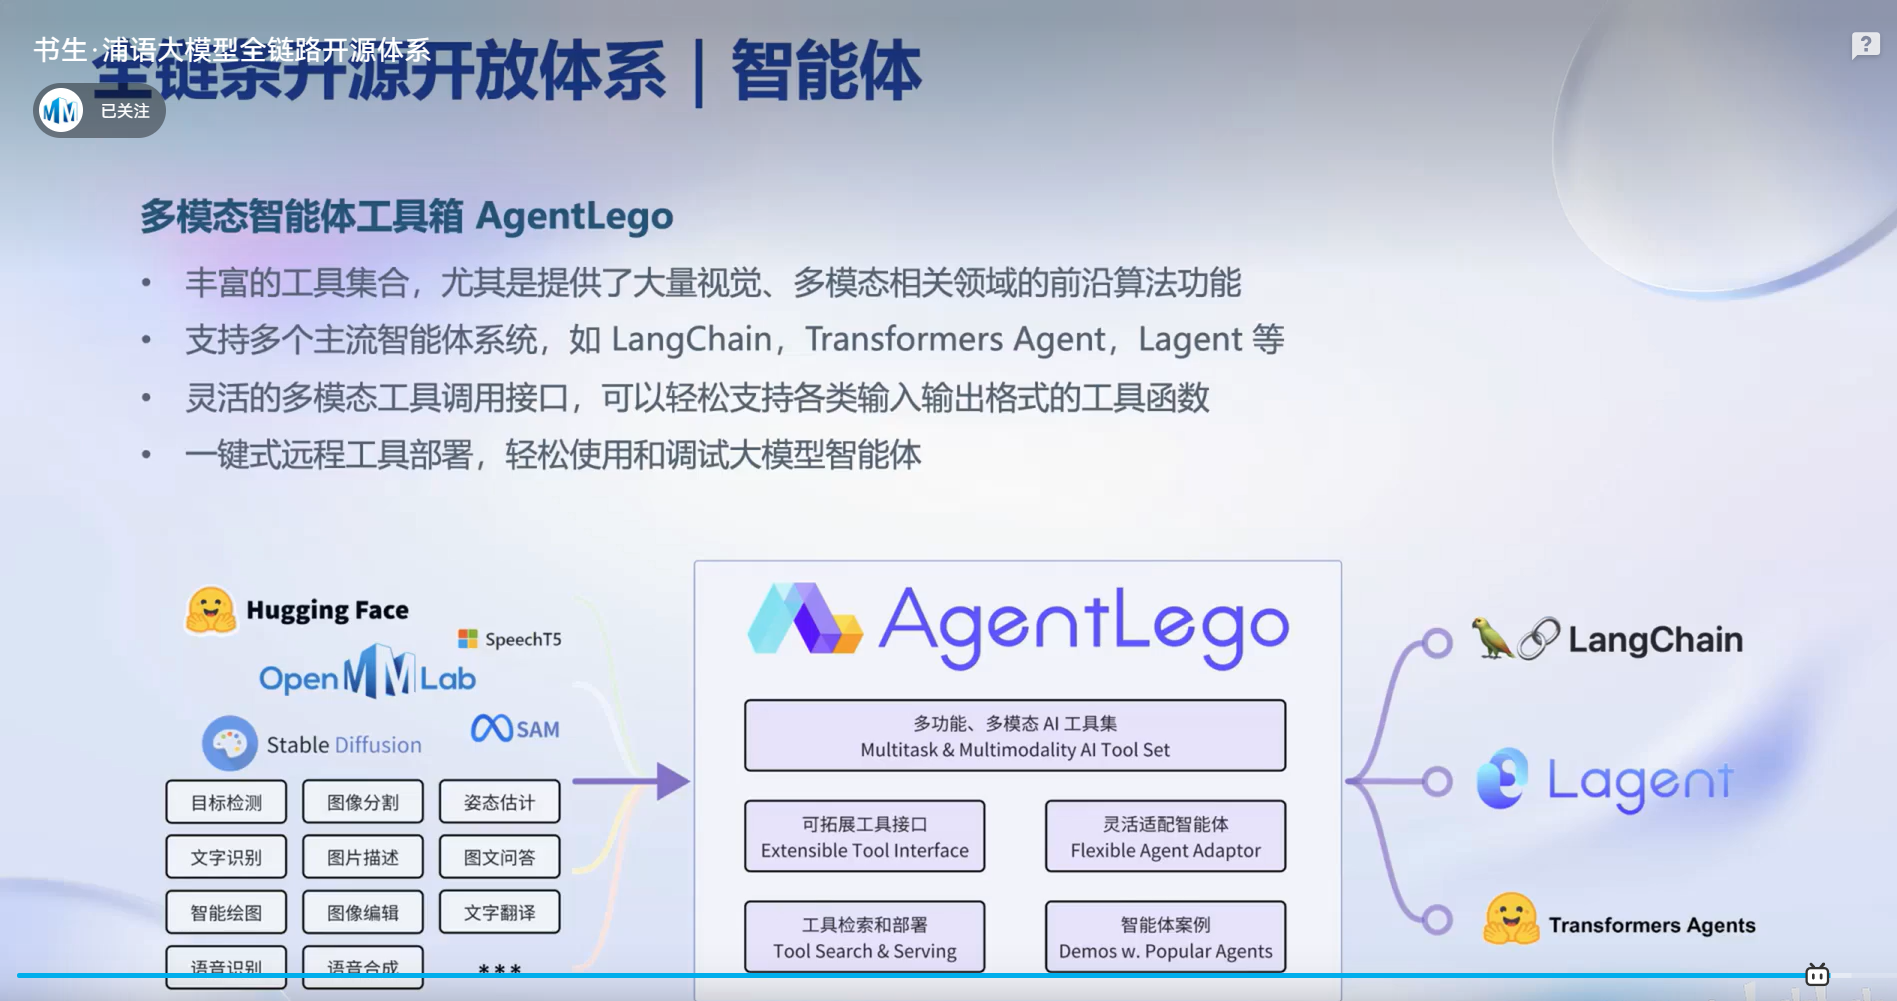 书生·浦语大模型全链路开源体系
全链条开源开放体系｜智能体
已关注
多模态智能体工具箱 AgentLego
• 丰富的工具集合，尤其是提供了大量视觉、多模态相关领域的前沿算法功能
• 支持多个主流智能体系统，如 LangChain，Transformers Agent，Lagent 等
• 灵活的多模态工具调用接口，可以轻松支持各类输入输出格式的工具函数
• 一键式远程工具部署，轻松使用和调试大模型智能体
Hugging Face
SpeechT5
OpenMMLab
SAM
Stable Diffusion
目标检测 图像分割 姿态估计
文字识别 图片描述 图文问答
智能绘图 图像编辑 文字翻译
语音识别 语音合成 ***
AgentLego
多功能、多模态 AI 工具集
Multitask & Multimodality AI Tool Set
可拓展工具接口
Extensible Tool Interface
灵活适配智能体
Flexible Agent Adaptor
工具检索和部署
Tool Search & Serving
智能体案例
Demos w. Popular Agents
LangChain
Lagent
Transformers Agents